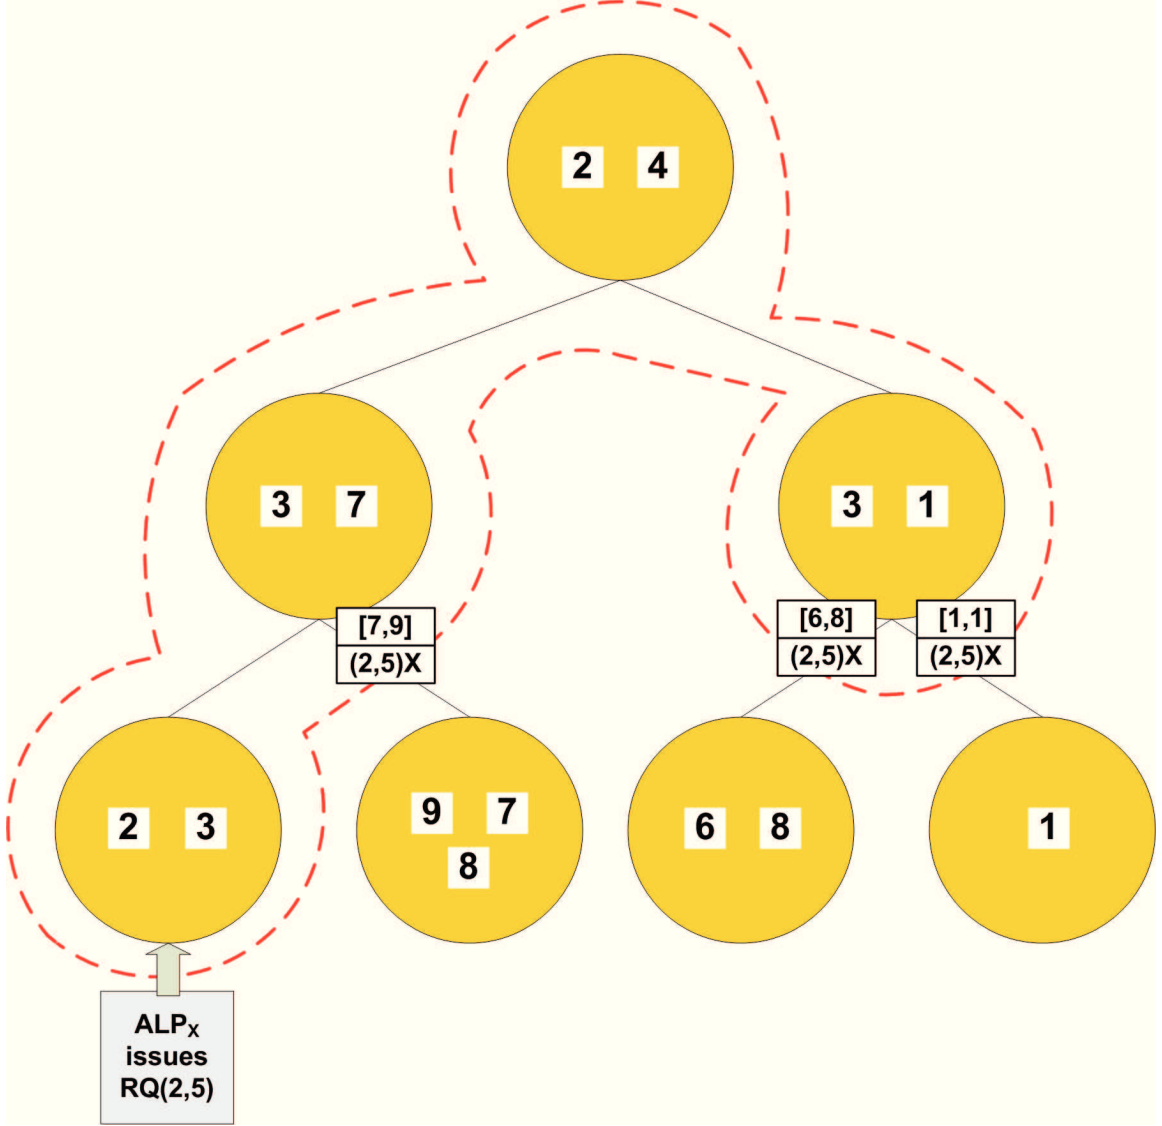 2 4
3 7
3 1
[7,9]
(2,5)X
[6,8]
(2,5)X
[1,1]
(2,5)X
2 3
9 7
8
6 8
1
ALPX
issues
RQ(2,5)